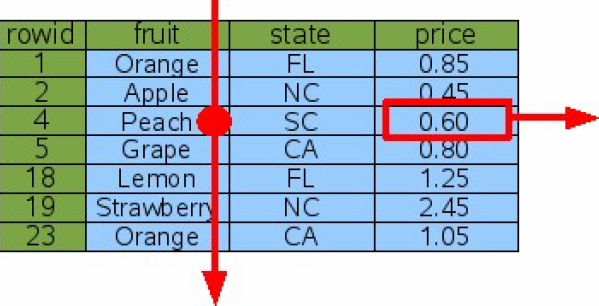 rowid fruit state price
1 Orange FL 0.85
2 Apple NC 0.45
4 Peach SC 0.60
5 Grape CA 0.80
18 Lemon FL 1.25
19 Strawberry NC 2.45
23 Orange CA 1.05